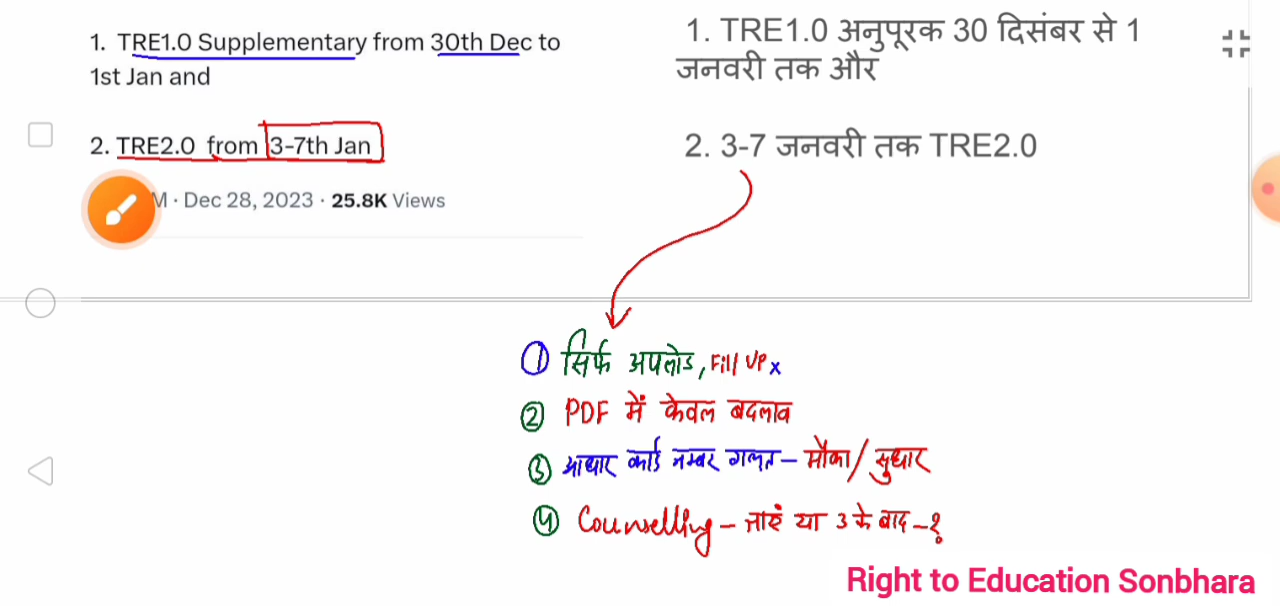 1. TRE1.0 Supplementary from 30th Dec to
1st Jan and
2. TRE2.0 from 3-7th Jan
M · Dec 28, 2023 · 25.8K Views
1. TRE1.0 अनुपूरक 30 दिसंबर से 1
जनवरी तक और
2. 3-7 जनवरी तक TRE2.0
① सिर्फ अपलोड, Fill UP x
② PDF में केवल बदलाव
③ आधार कार्ड नम्बर गलत – मौका/सुधार
④ Counselling – जाएं या 3 के बाद – ?
Right to Education Sonbhara